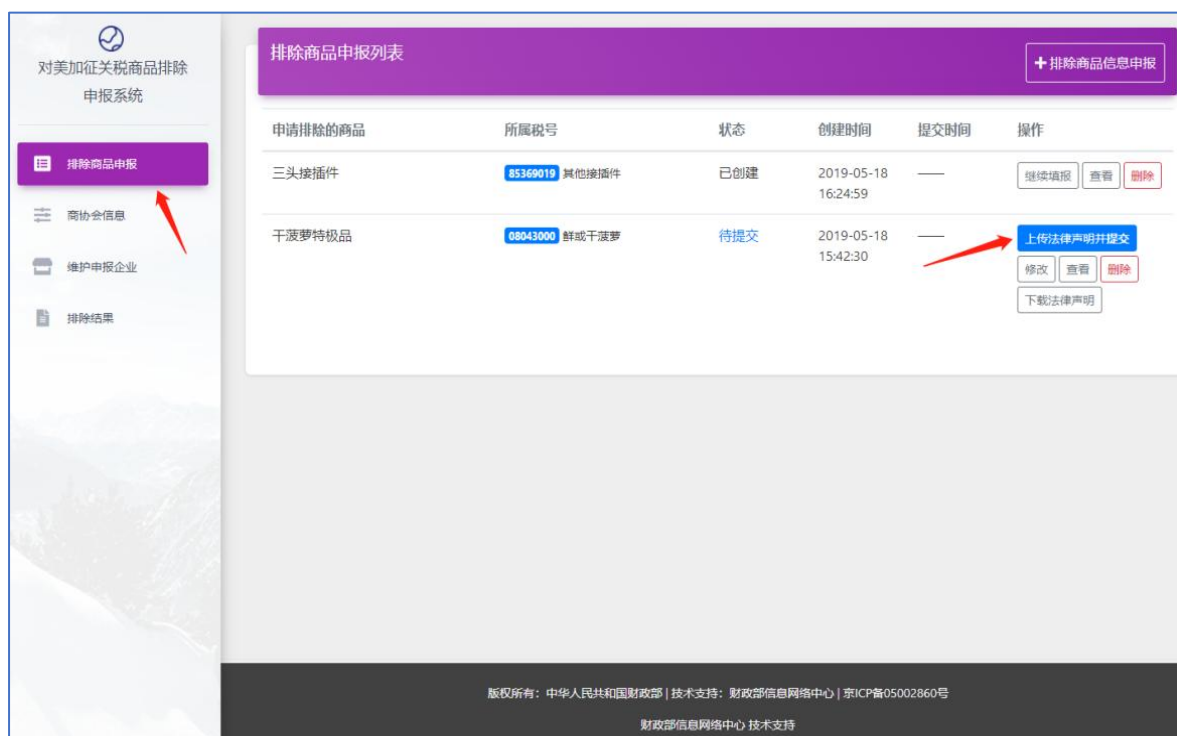 对美加征关税商品排除
申报系统
排除商品申报
商协会信息
维护申报企业
排除结果
排除商品申报列表
+排除商品信息申报
申请排除的商品 所属税号 状态 创建时间 提交时间 操作
三头接插件 85369019 其他接插件 已创建 2019-05-18 —— 继续填报 查看 删除
16:24:59
干菠萝特极品 08043000 鲜或干菠萝 待提交 2019-05-18 —— 上传法律声明并提交
15:42:30
修改 查看 删除
下载法律声明
版权所有：中华人民共和国财政部 | 技术支持：财政部信息网络中心 | 京ICP备05002860号
财政部信息网络中心 技术支持